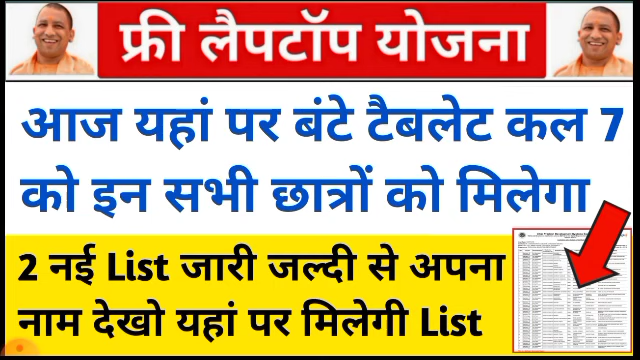 फ्री लैपटॉप योजना
आज यहां पर बंटे टैबलेट कल 7
को इन सभी छात्रों को मिलेगा
2 नई List जारी जल्दी से अपना
नाम देखो यहां पर मिलेगी List